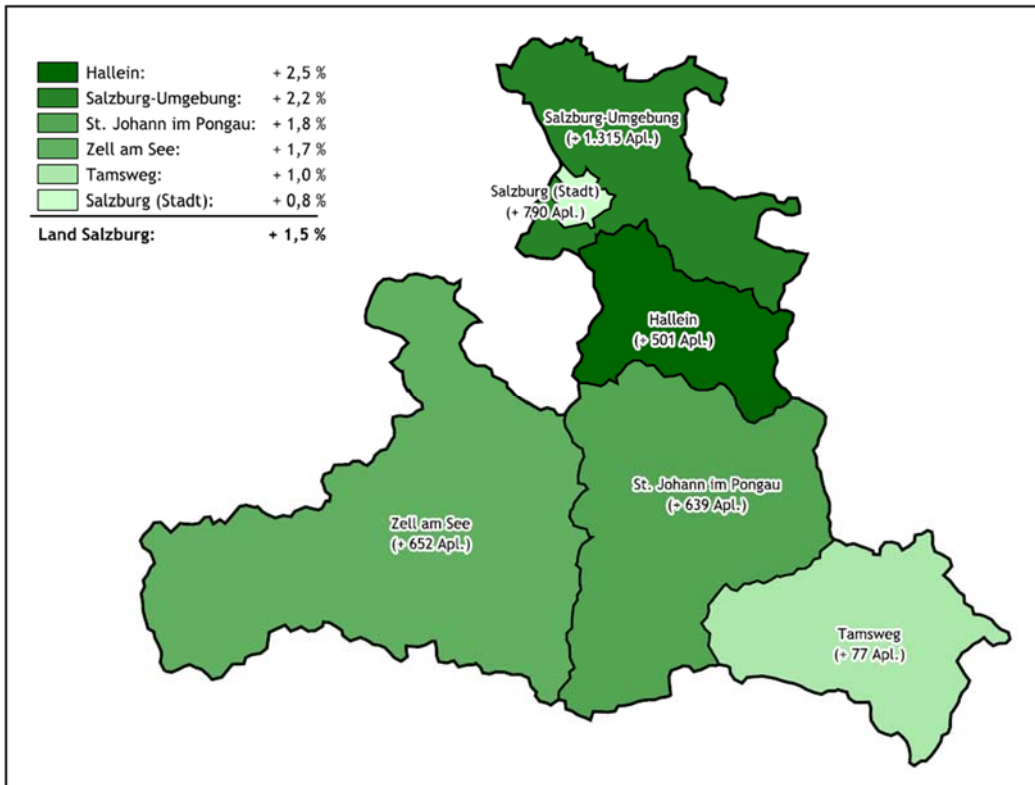 Hallein: + 2,5 %
Salzburg-Umgebung: + 2,2 %
St. Johann im Pongau: + 1,8 %
Zell am See: + 1,7 %
Tamsweg: + 1,0 %
Salzburg (Stadt): + 0,8 %
Land Salzburg: + 1,5 %
Salzburg-Umgebung
(+ 1.315 Apl.)
Salzburg (Stadt)
(+ 790 Apl.)
Hallein
(+ 501 Apl.)
St. Johann im Pongau
(+ 639 Apl.)
Zell am See
(+ 652 Apl.)
Tamsweg
(+ 77 Apl.)